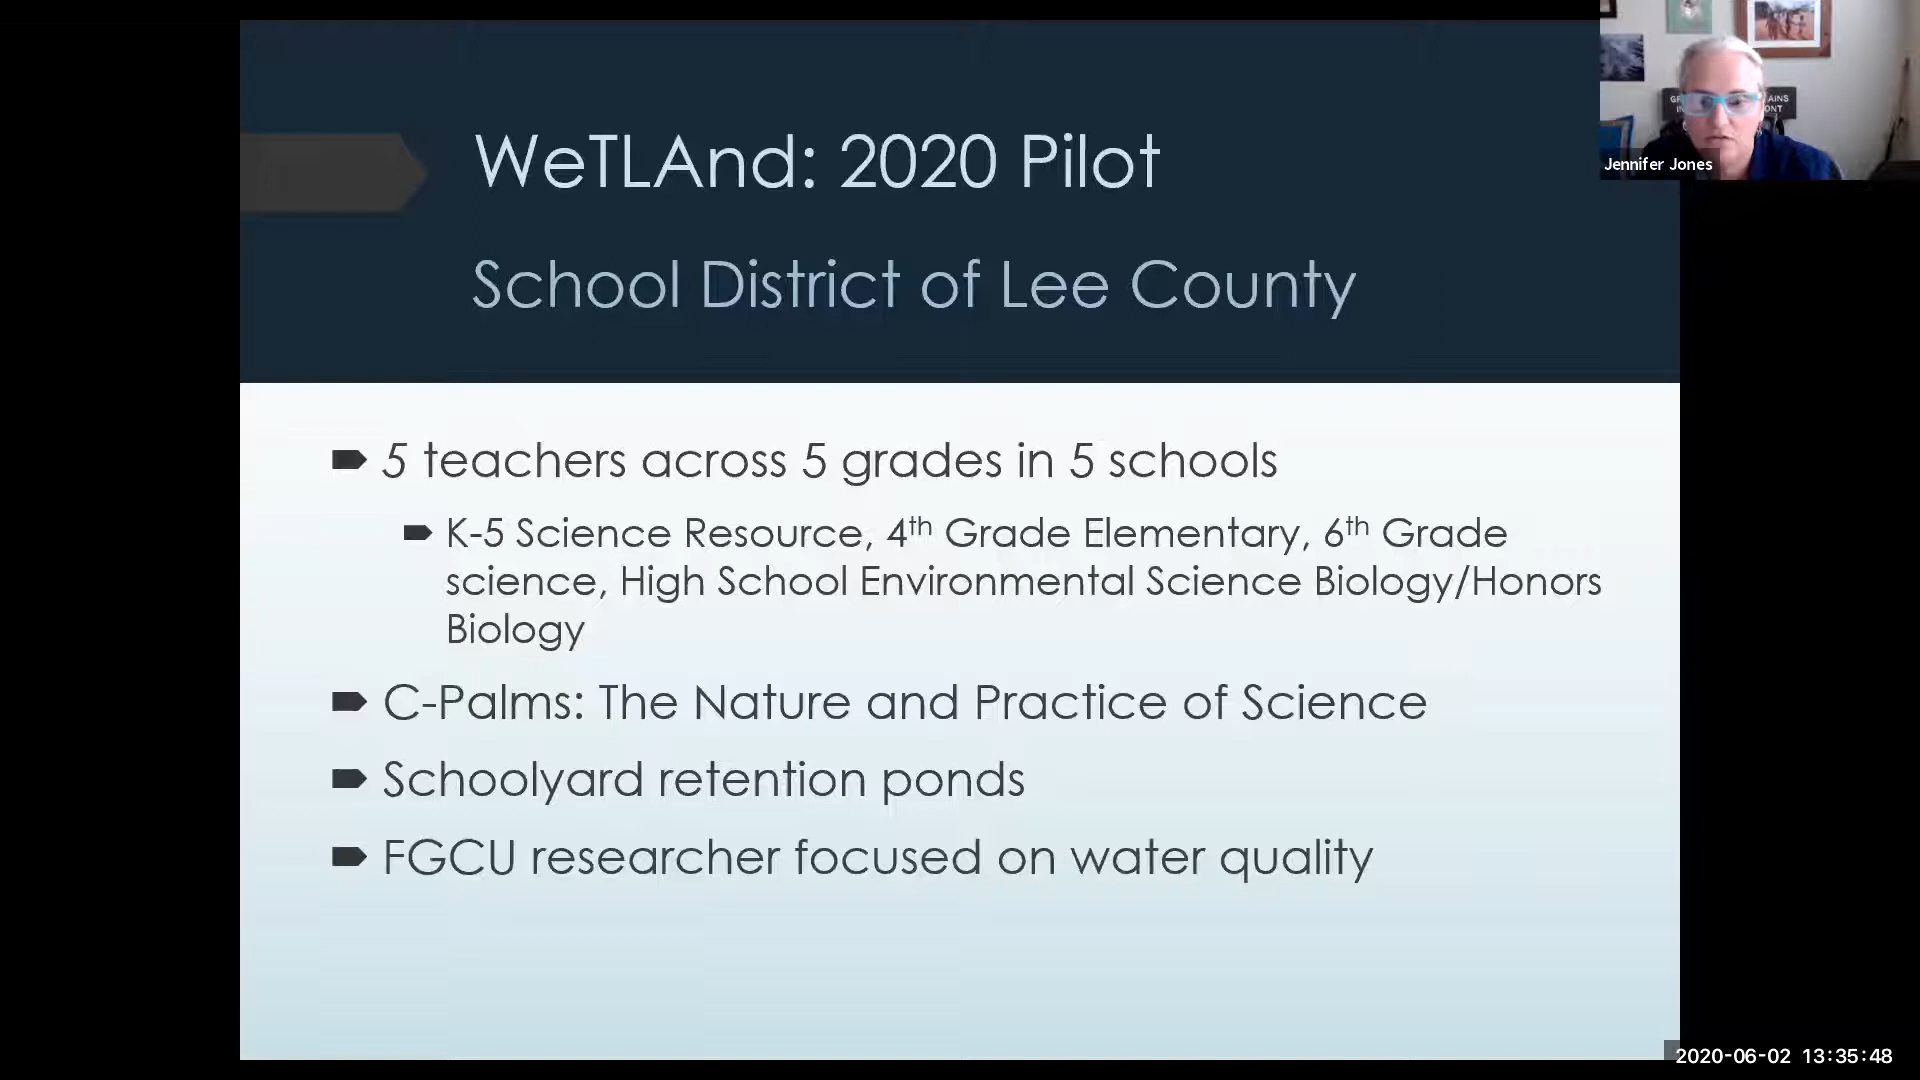 WeTLAnd: 2020 Pilot
School District of Lee County
5 teachers across 5 grades in 5 schools
K-5 Science Resource, 4th Grade Elementary, 6th Grade
science, High School Environmental Science Biology/Honors
Biology
C-Palms: The Nature and Practice of Science
Schoolyard retention ponds
FGCU researcher focused on water quality
Jennifer Jones
2020-06-02 13:35:48